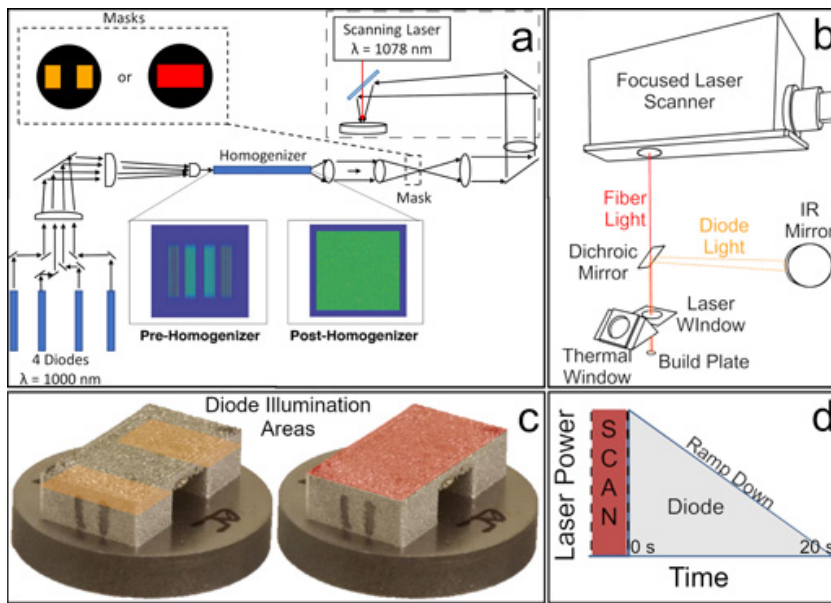 Masks
or
a
Scanning Laser
λ = 1078 nm
Homogenizer
Mask
Pre-Homogenizer
Post-Homogenizer
4 Diodes
λ = 1000 nm
b
Focused Laser
Scanner
Fiber
Light
Diode
Light
IR
Mirror
Dichroic
Mirror
Laser
WIndow
Thermal
Window
Build Plate
Diode Illumination
Areas
c
d
Laser Power
SCAN
Ramp Down
Diode
0 s
20 s
Time